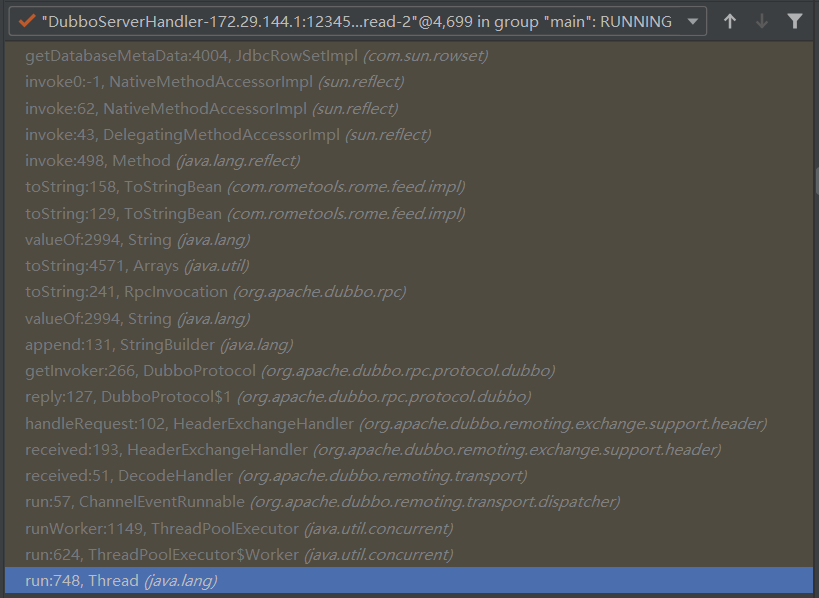 "DubboServerHandler-172.29.144.1:12345...read-2"@4,699 in group "main": RUNNING
getDatabaseMetaData:4004, JdbcRowSetImpl (com.sun.rowset)
invoke0:-1, NativeMethodAccessorImpl (sun.reflect)
invoke:62, NativeMethodAccessorImpl (sun.reflect)
invoke:43, DelegatingMethodAccessorImpl (sun.reflect)
invoke:498, Method (java.lang.reflect)
toString:158, ToStringBean (com.rometools.rome.feed.impl)
toString:129, ToStringBean (com.rometools.rome.feed.impl)
valueOf:2994, String (java.lang)
toString:4571, Arrays (java.util)
toString:241, RpcInvocation (org.apache.dubbo.rpc)
valueOf:2994, String (java.lang)
append:131, StringBuilder (java.lang)
getInvoker:266, DubboProtocol (org.apache.dubbo.rpc.protocol.dubbo)
reply:127, DubboProtocol$1 (org.apache.dubbo.rpc.protocol.dubbo)
handleRequest:102, HeaderExchangeHandler (org.apache.dubbo.remoting.exchange.support.header)
received:193, HeaderExchangeHandler (org.apache.dubbo.remoting.exchange.support.header)
received:51, DecodeHandler (org.apache.dubbo.remoting.transport)
run:57, ChannelEventRunnable (org.apache.dubbo.remoting.transport.dispatcher)
runWorker:1149, ThreadPoolExecutor (java.util.concurrent)
run:624, ThreadPoolExecutor$Worker (java.util.concurrent)
run:748, Thread (java.lang)